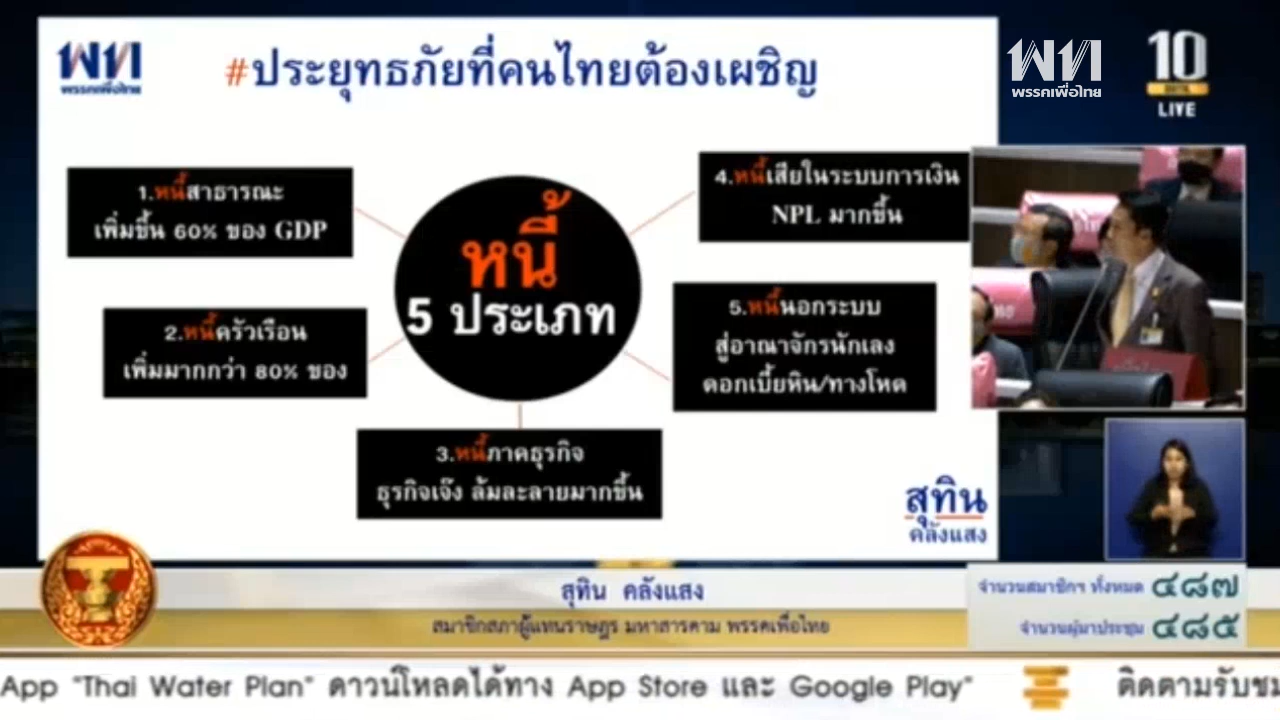 พท
พรรคเพื่อไทย
#ประยุทธภัยที่คนไทยต้องเผชิญ
พท
พรรคเพื่อไทย
10
LIVE
1.หนี้สาธารณะ
เพิ่มขึ้น 60% ของ GDP
2.หนี้ครัวเรือน
เพิ่มมากกว่า 80% ของ
หนี้
5 ประเภท
3.หนี้ภาคธุรกิจ
ธุรกิจเจ๊ง ล้มละลายมากขึ้น
4.หนี้เสียในระบบการเงิน
NPL มากขึ้น
5.หนี้นอกระบบ
สู่อาณาจักรนักเลง
ดอกเบี้ยหิน/ทางโหด
สุทิน
คลังแสง
สุทิน คลังแสง
สมาชิกสภาผู้แทนราษฎร มหาสารคาม พรรคเพื่อไทย
จำนวนสมาชิกฯ ทั้งหมด ๔๘๗
จำนวนผู้มาประชุม ๔๘๕
App "Thai Water Plan" ดาวน์โหลดได้ทาง App Store และ Google Play"
ติดตามรับชม